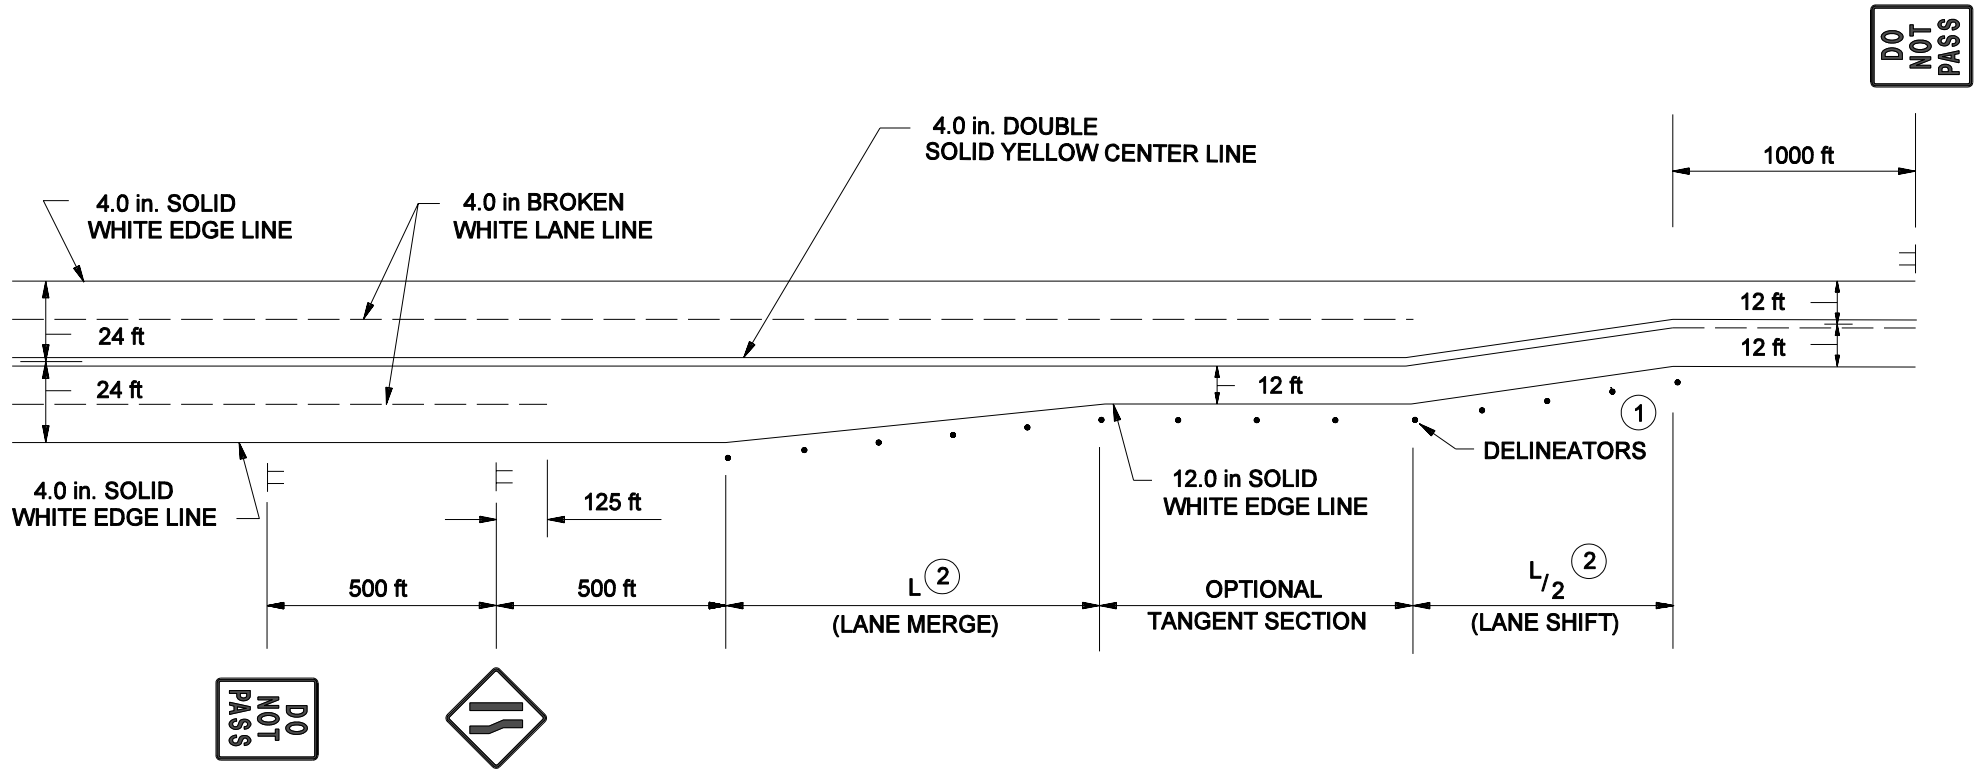 DO
NOT
PASS
4.0 in. DOUBLE
SOLID YELLOW CENTER LINE
1000 ft
4.0 in. SOLID
WHITE EDGE LINE
4.0 in BROKEN
WHITE LANE LINE
12 ft
24 ft
12 ft
24 ft
12 ft
1
DELINEATORS
4.0 in. SOLID
WHITE EDGE LINE
125 ft
12.0 in SOLID
WHITE EDGE LINE
500 ft
500 ft
L 2
(LANE MERGE)
OPTIONAL
TANGENT SECTION
L/2 2
(LANE SHIFT)
DO
NOT
PASS